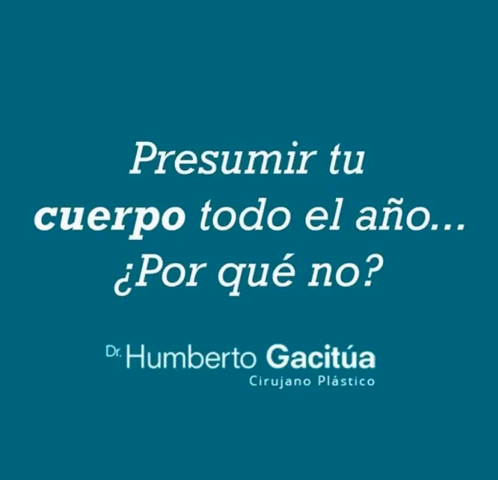 Presumir tu
cuerpo todo el año...
¿Por qué no?
Dr. Humberto Gacitúa
Cirujano Plástico